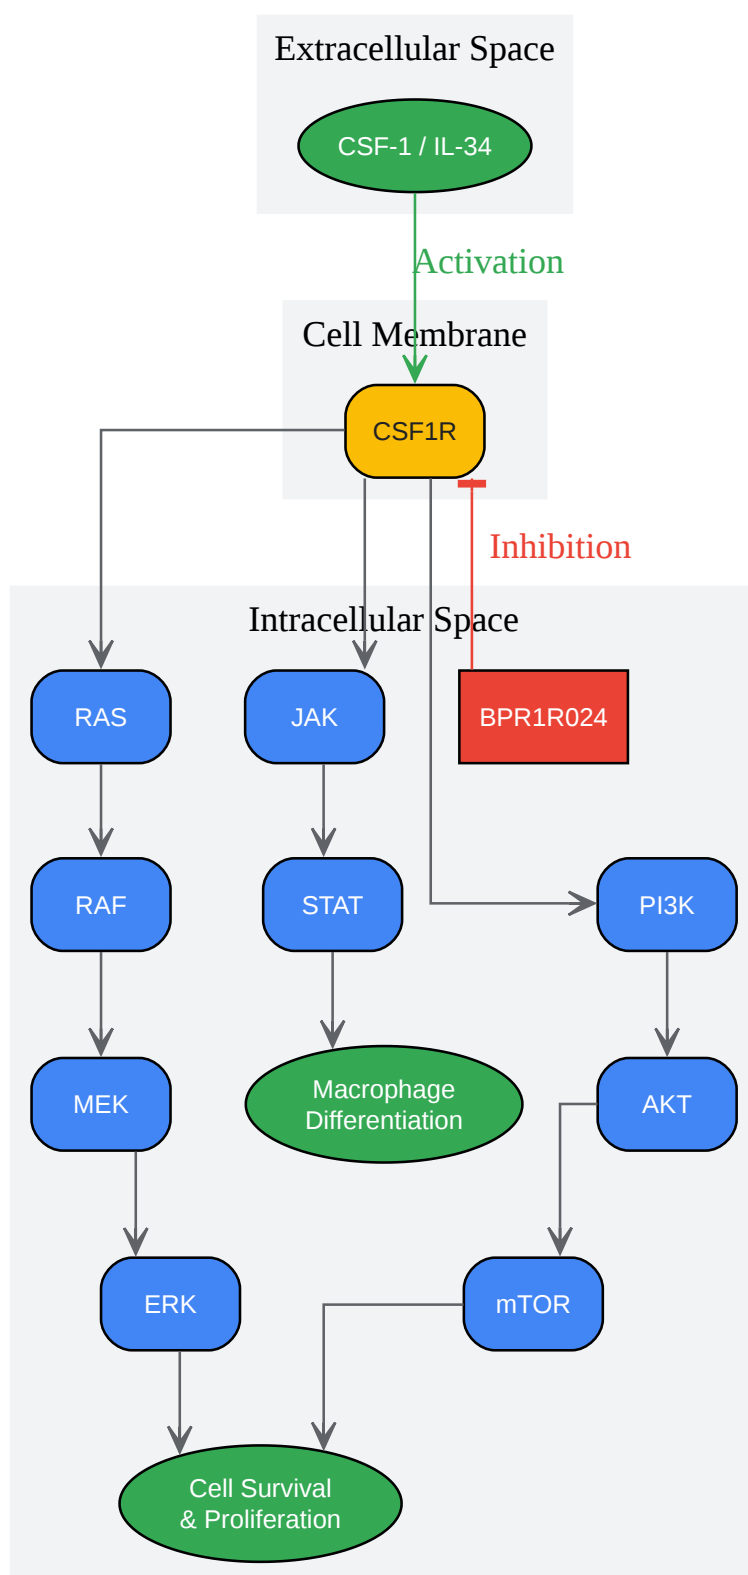 Extracellular Space
CSF-1 / IL-34
Activation
Cell Membrane
CSF1R
Inhibition
Intracellular Space
RAS
JAK
BPR1R024
RAF
STAT
PI3K
MEK
Macrophage
Differentiation
AKT
ERK
mTOR
Cell Survival
& Proliferation